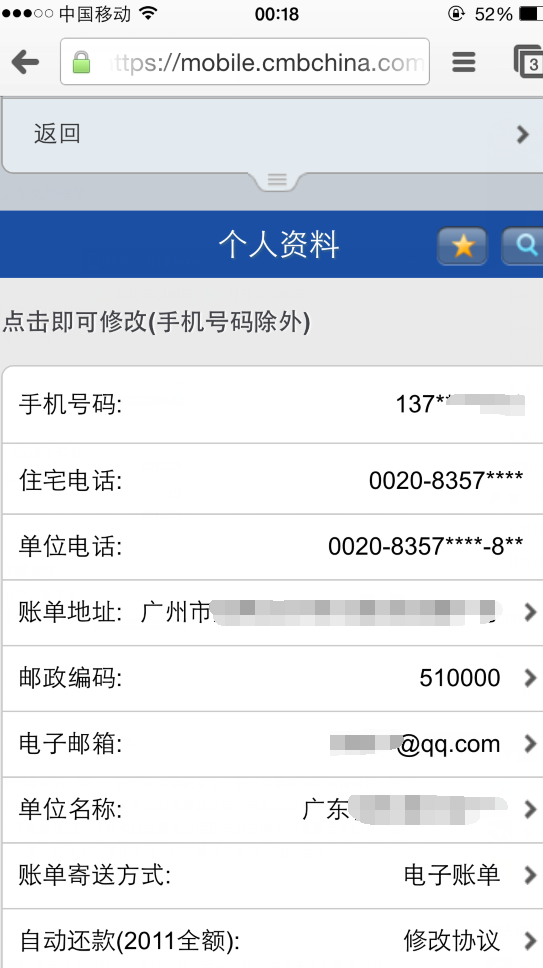 中国移动 00:18 52%
https://mobile.cmbchina.com
3
返回
个人资料
点击即可修改(手机号码除外)
手机号码: 137**
住宅电话: 0020-8357****
单位电话: 0020-8357****-8**
账单地址: 广州市
邮政编码: 510000
电子邮箱: @qq.com
单位名称: 广东
账单寄送方式: 电子账单
自动还款(2011全额): 修改协议